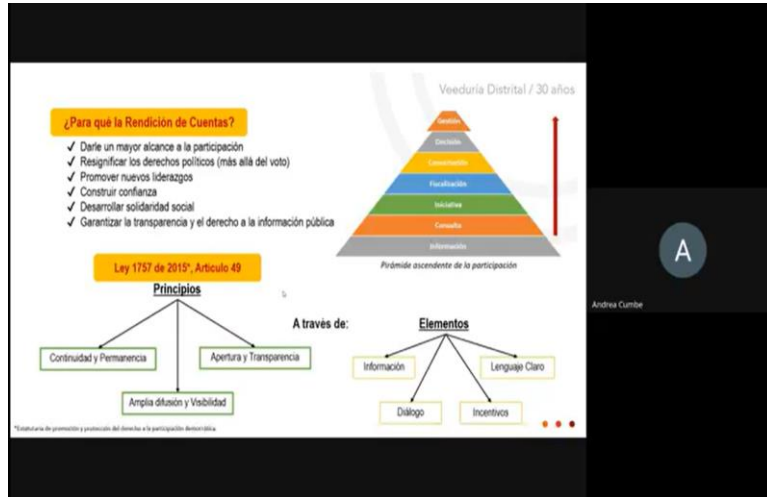 Veeduría Distrital / 30 años
¿Para qué la Rendición de Cuentas?
✓ Darle un mayor alcance a la participación
✓ Resignificar los derechos políticos (más allá del voto)
✓ Promover nuevos liderazgos
✓ Construir confianza
✓ Desarrollar solidaridad social
✓ Garantizar la transparencia y el derecho a la información pública
Gestión
Decisión
Concertación
Fiscalización
Iniciativa
Consulta
Información
Pirámide ascendente de la participación
Ley 1757 de 2015*, Artículo 49
Principios
Continuidad y Permanencia
Apertura y Transparencia
Amplia difusión y Visibilidad
A través de:
Elementos
Información
Lenguaje Claro
Diálogo
Incentivos
*Estatutaria de promoción y protección del derecho a la participación democrática.
A
Andrea Cumbe